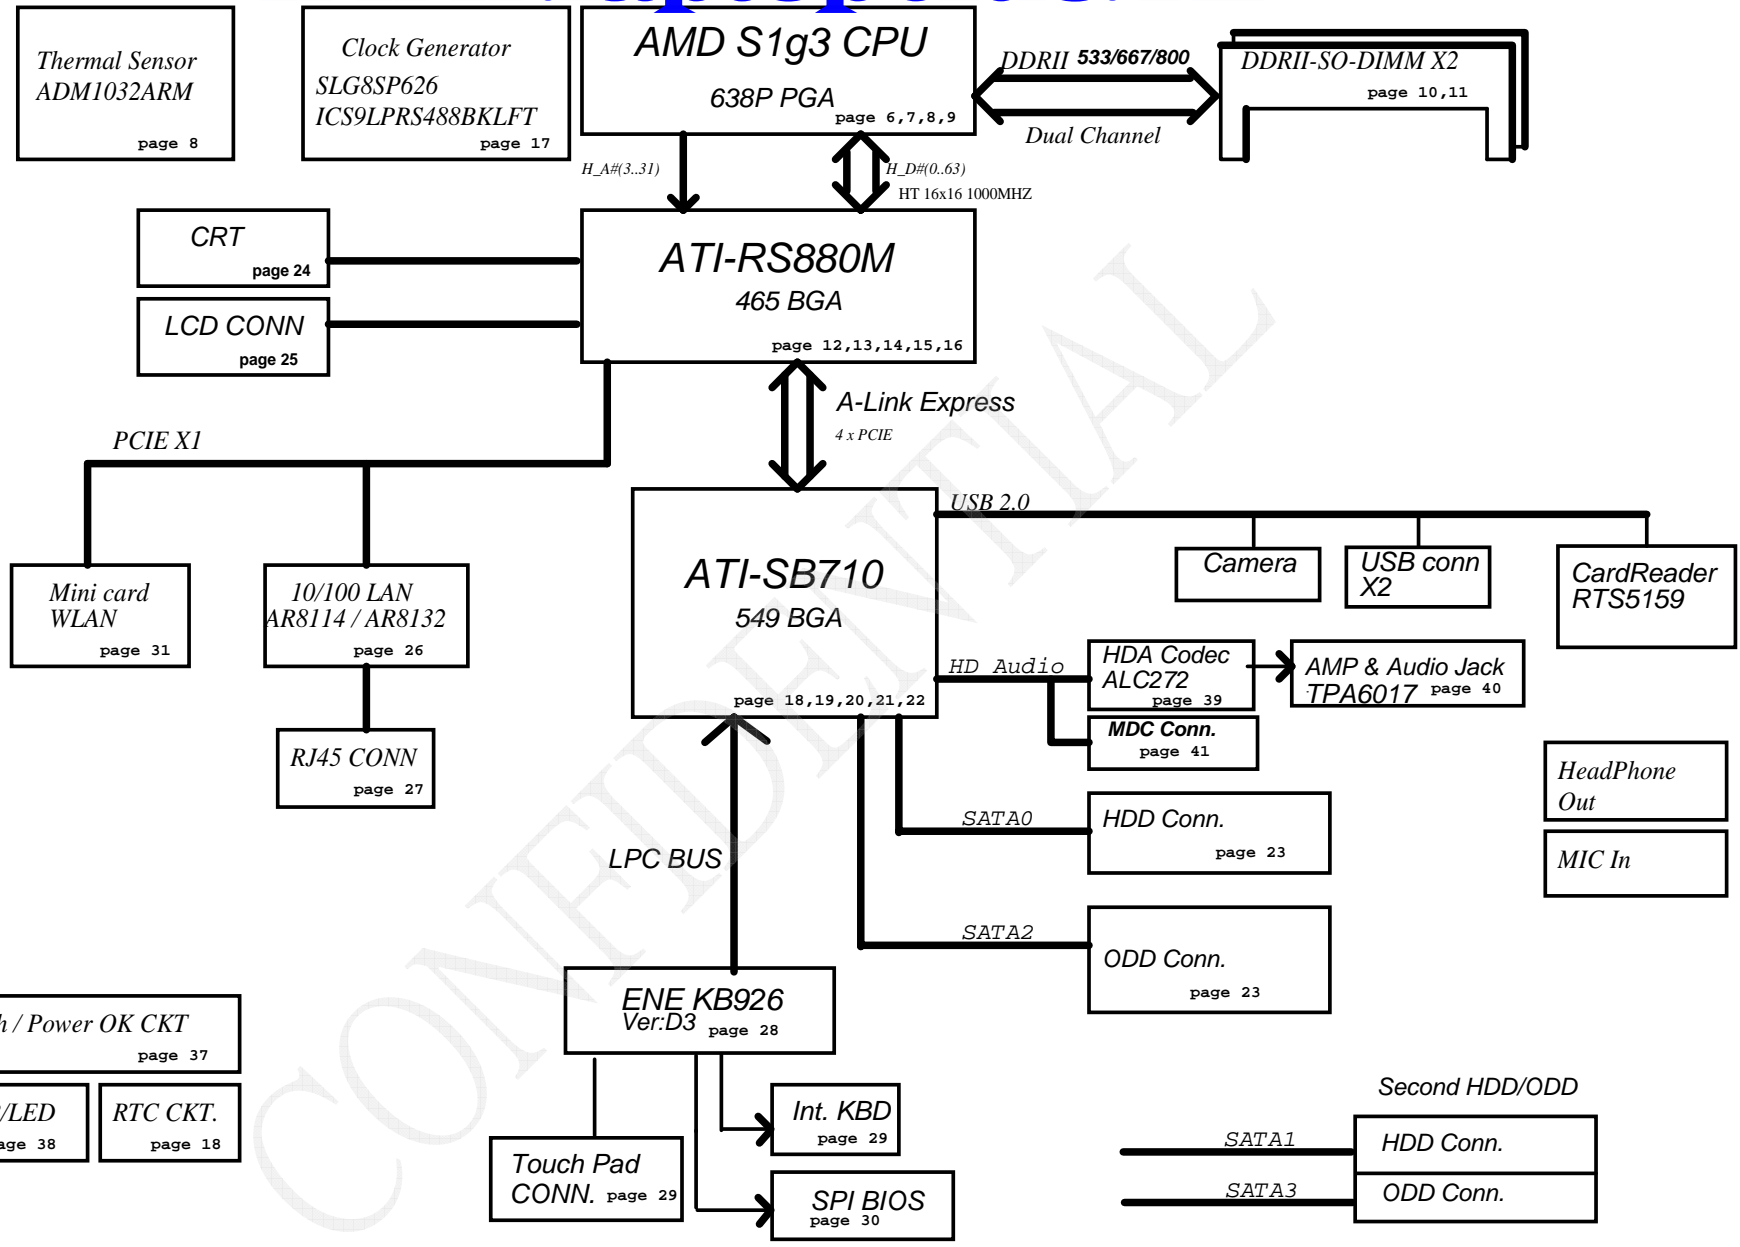 Thermal Sensor
ADM1032ARM
page 8
Clock Generator
SLG8SP626
ICS9LPRS488BKLFT
page 17
AMD S1g3 CPU
638P PGA
page 6,7,8,9
DDRII 533/667/800
Dual Channel
DDRII-SO-DIMM X2
page 10,11
H_A#(3..31)
H_D#(0..63)
HT 16x16 1000MHZ
CRT
page 24
LCD CONN
page 25
ATI-RS880M
465 BGA
page 12,13,14,15,16
A-Link Express
4 x PCIE
PCIE X1
Mini card
WLAN
page 31
10/100 LAN
AR8114 / AR8132
page 26
RJ45 CONN
page 27
ATI-SB710
549 BGA
page 18,19,20,21,22
USB 2.0
Camera
USB conn
X2
CardReader
RTS5159
HD Audio
HDA Codec
ALC272
page 39
AMP & Audio Jack
TPA6017 page 40
MDC Conn.
page 41
HeadPhone
Out
MIC In
SATA0
HDD Conn.
page 23
SATA2
ODD Conn.
page 23
LPC BUS
ENE KB926
Ver:D3 page 28
/ Power OK CKT
page 37
/LED
age 38
RTC CKT.
page 18
Int. KBD
page 29
Touch Pad
CONN. page 29
SPI BIOS
page 30
Second HDD/ODD
SATA1
HDD Conn.
SATA3
ODD Conn.
CONFIDENTIAL